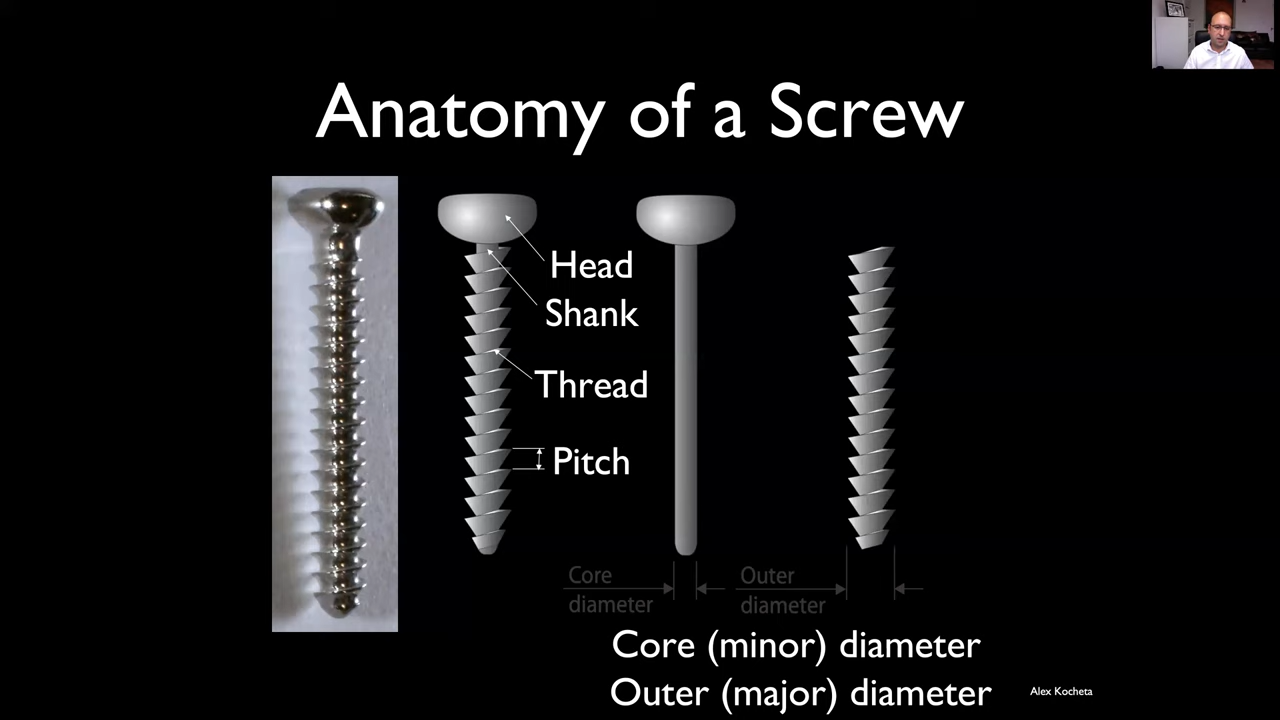 Anatomy of a Screw
Head
Shank
Thread
Pitch
Core
diameter
Outer
diameter
Core (minor) diameter
Outer (major) diameter
Alex Kocheta